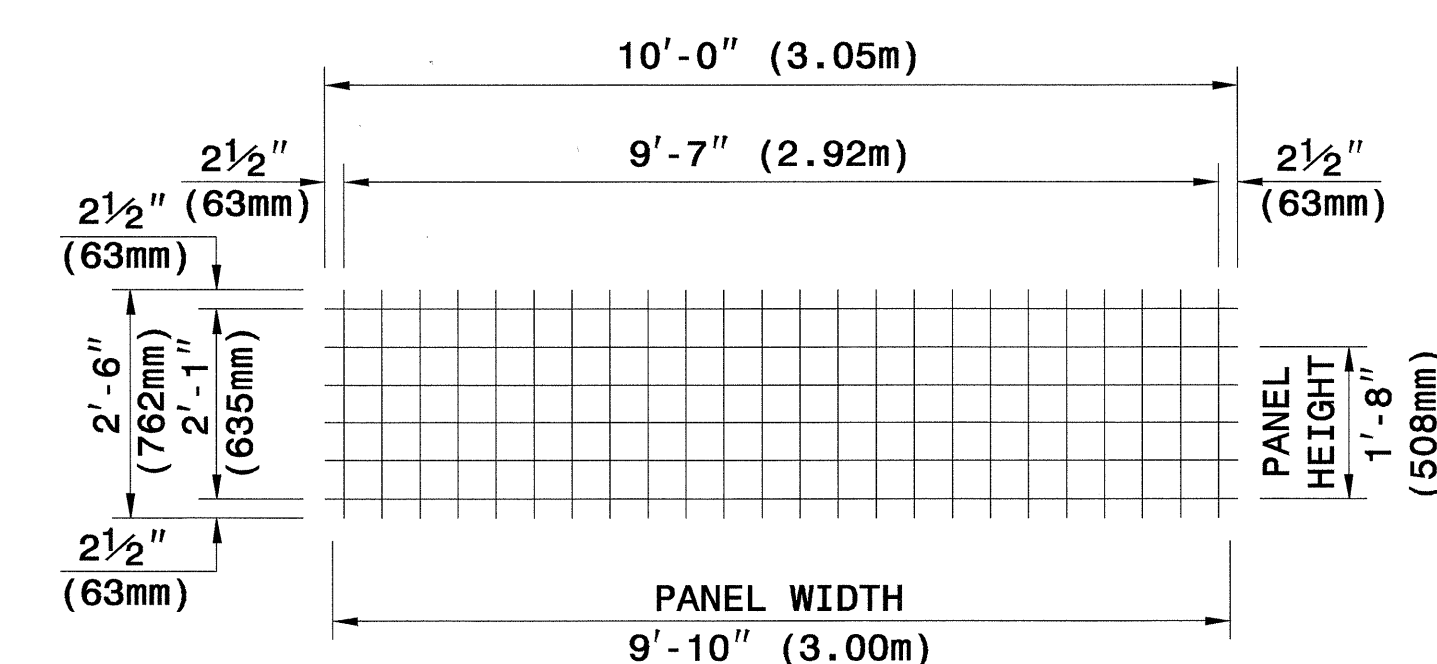 10'-0" (3.05m)
9'-7" (2.92m)
2½"
(63mm)
2½"
(63mm)
2½"
(63mm)
2'-6"
(762mm)
2'-1"
(635mm)
PANEL
HEIGHT
1'-8"
(508mm)
2½"
(63mm)
PANEL WIDTH
9'-10" (3.00m)